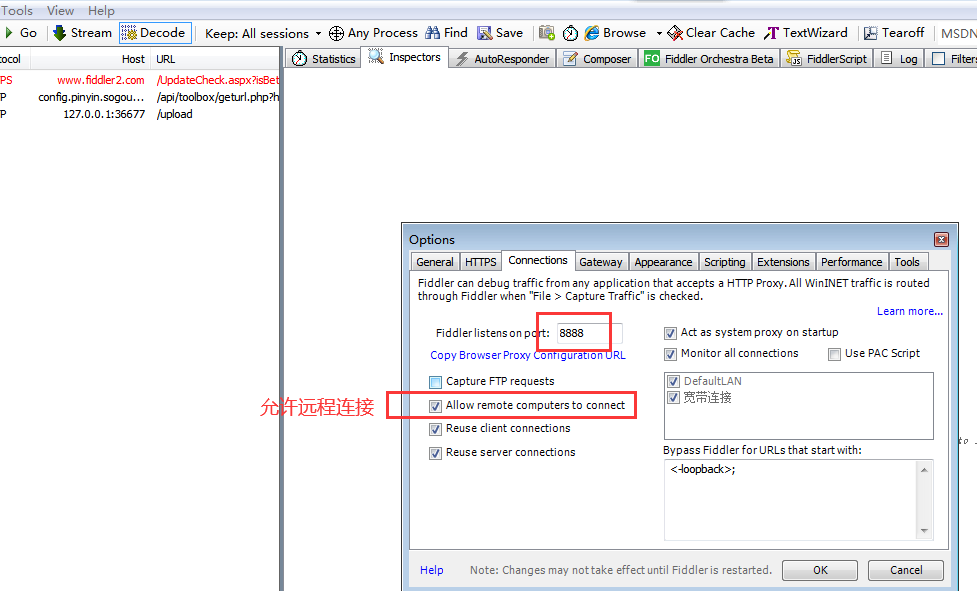 Tools View Help
Go Stream Decode Keep: All sessions Any Process Find Save Browse Clear Cache TextWizard Tearoff MSDN
ocol Host URL
Statistics Inspectors AutoResponder Composer FO Fiddler Orchestra Beta FiddlerScript Log Filters
PS www.fiddler2.com /UpdateCheck.aspx?isBet
P config.pinyin.sogou... /api/toolbox/geturl.php?h
P 127.0.0.1:36677 /upload
Options
General HTTPS Connections Gateway Appearance Scripting Extensions Performance Tools
Fiddler can debug traffic from any application that accepts a HTTP Proxy. All WinINET traffic is routed
through Fiddler when "File > Capture Traffic" is checked.
Learn more...
Fiddler listens on port: 8888
Act as system proxy on startup
Copy Browser Proxy Configuration URL
Monitor all connections
Use PAC Script
Capture FTP requests
DefaultLAN
宽带连接
允许远程连接
Allow remote computers to connect
Reuse client connections
Reuse server connections
Bypass Fiddler for URLs that start with:
<-loopback>;
to
Help
Note: Changes may not take effect until Fiddler is restarted.
OK
Cancel